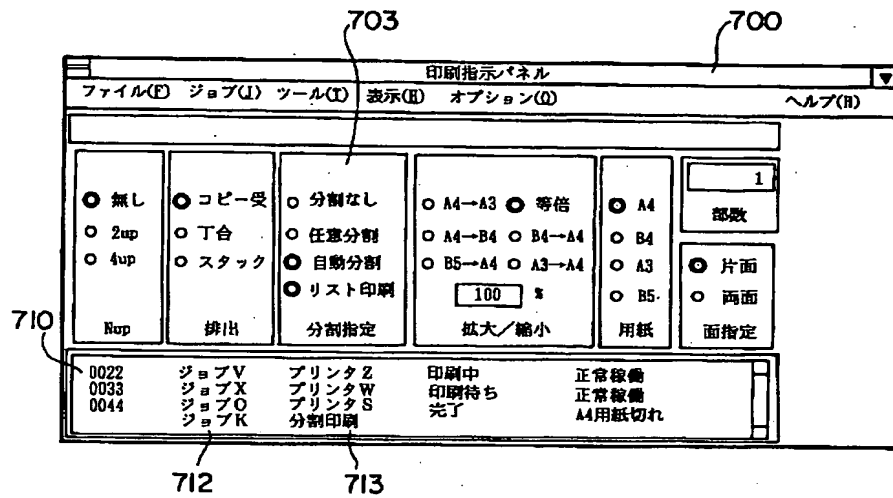 703
700
印刷指示パネル
ファイル(F) ジョブ(J) ツール(T) 表示(E) オプション(O) ヘルプ(H)
無し
2up
4up
Nup
コピー受
丁台
スタック
排出
分割なし
任意分割
自動分割
リスト印刷
分割指定
A4→A3 等倍
A4→B4 B4→A4
B5→A4 A3→A4
100 %
拡大/縮小
A4
B4
A3
B5
用紙
1
部数
片面
両面
面指定
710
0022 ジョブV プリンタZ 印刷中 正常稼働
0033 ジョブX プリンタW 印刷待ち 正常稼働
0044 ジョブO プリンタS 完了 A4用紙切れ
ジョブK 分割印刷
712
713